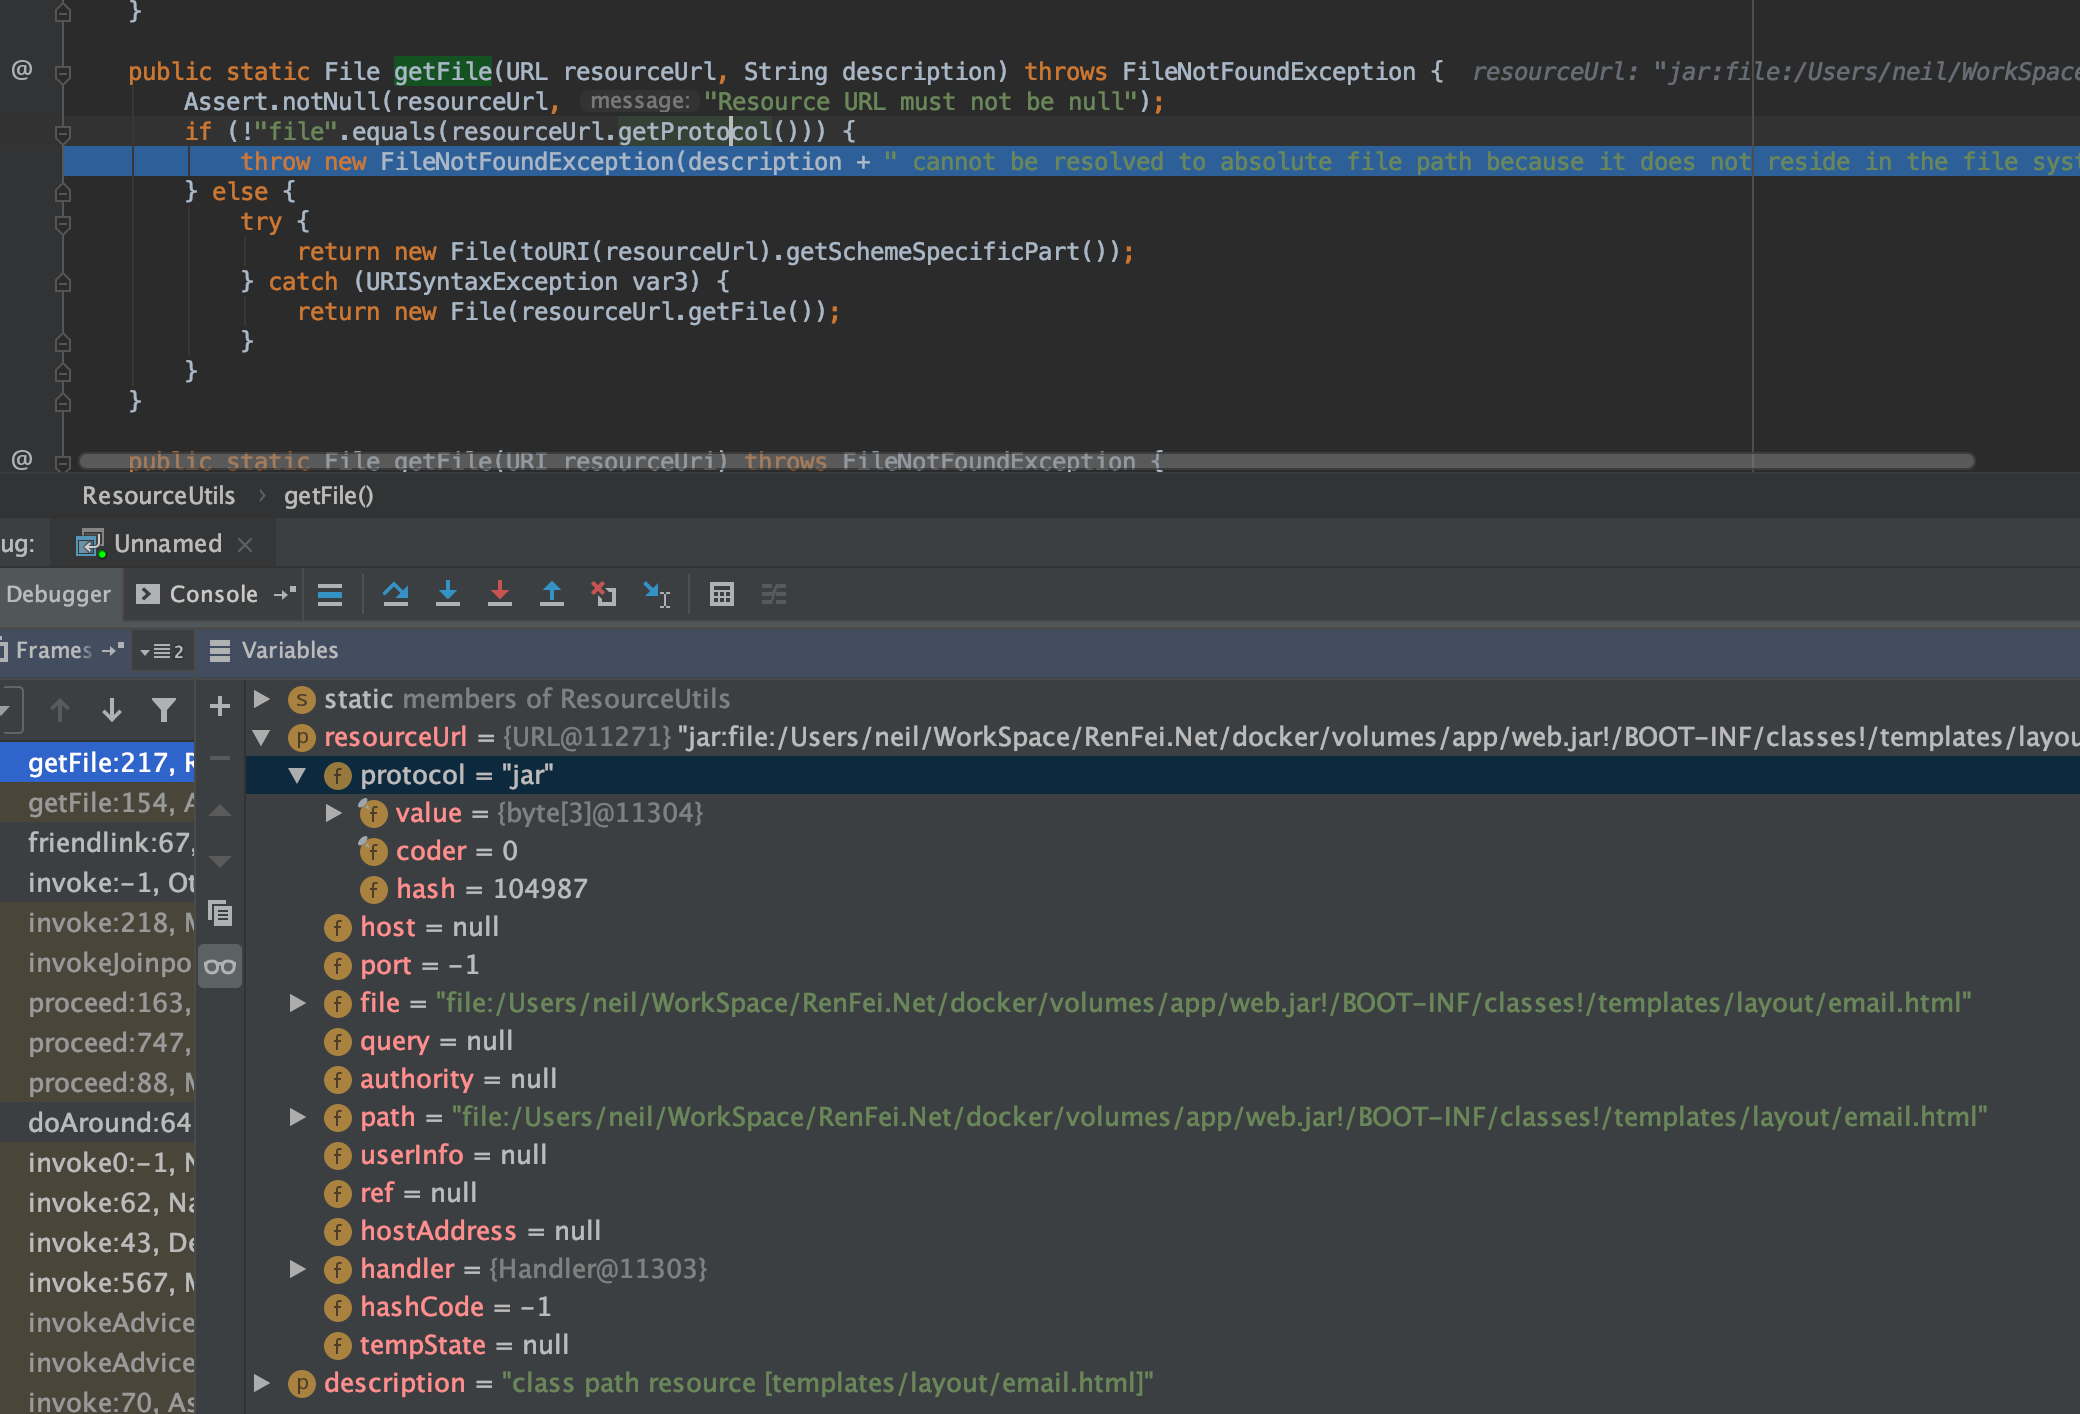 }
@ public static File getFile(URL resourceUrl, String description) throws FileNotFoundException { resourceUrl: "jar:file:/Users/neil/WorkSpace
Assert.notNull(resourceUrl, message: "Resource URL must not be null");
if (!"file".equals(resourceUrl.getProtocol())) {
throw new FileNotFoundException(description + " cannot be resolved to absolute file path because it does not reside in the file syst
} else {
try {
return new File(toURI(resourceUrl).getSchemeSpecificPart());
} catch (URISyntaxException var3) {
return new File(resourceUrl.getFile());
}
}
}
@ public static File getFile(URI resourceUri) throws FileNotFoundException {
ResourceUtils › getFile()
ug: Unnamed ×
Debugger Console
Frames 2 Variables
static members of ResourceUtils
resourceUrl = {URL@11271} "jar:file:/Users/neil/WorkSpace/RenFei.Net/docker/volumes/app/web.jar!/BOOT-INF/classes!/templates/layou
getFile:217, R
protocol = "jar"
getFile:154, A
value = {byte[3]@11304}
friendlink:67,
coder = 0
invoke:-1, Ot
hash = 104987
invoke:218, M
host = null
invokeJoinpo
port = -1
proceed:163,
file = "file:/Users/neil/WorkSpace/RenFei.Net/docker/volumes/app/web.jar!/BOOT-INF/classes!/templates/layout/email.html"
proceed:747,
query = null
proceed:88, M
authority = null
doAround:64
path = "file:/Users/neil/WorkSpace/RenFei.Net/docker/volumes/app/web.jar!/BOOT-INF/classes!/templates/layout/email.html"
invoke0:-1, N
userInfo = null
invoke:62, Na
ref = null
invoke:43, De
hostAddress = null
invoke:567, M
handler = {Handler@11303}
invokeAdvice
hashCode = -1
invokeAdvice
tempState = null
invoke:70, As
description = "class path resource [templates/layout/email.html]"